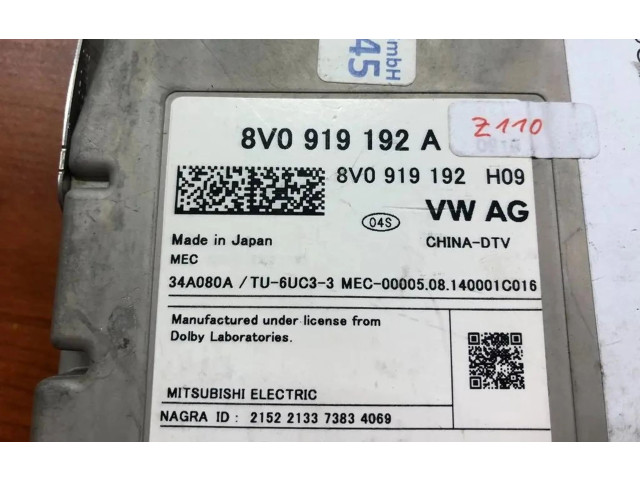 mbH
45
8V0 919 192 A
Z110
8V0 919 192 H09
04S
VW AG
Made in Japan
CHINA-DTV
MEC
34A080A / TU-6UC3-3 MEC-00005.08.140001C016
Manufactured under license from
Dolby Laboratories.
MITSUBISHI ELECTRIC
NAGRA ID : 2152 2133 7383 4069